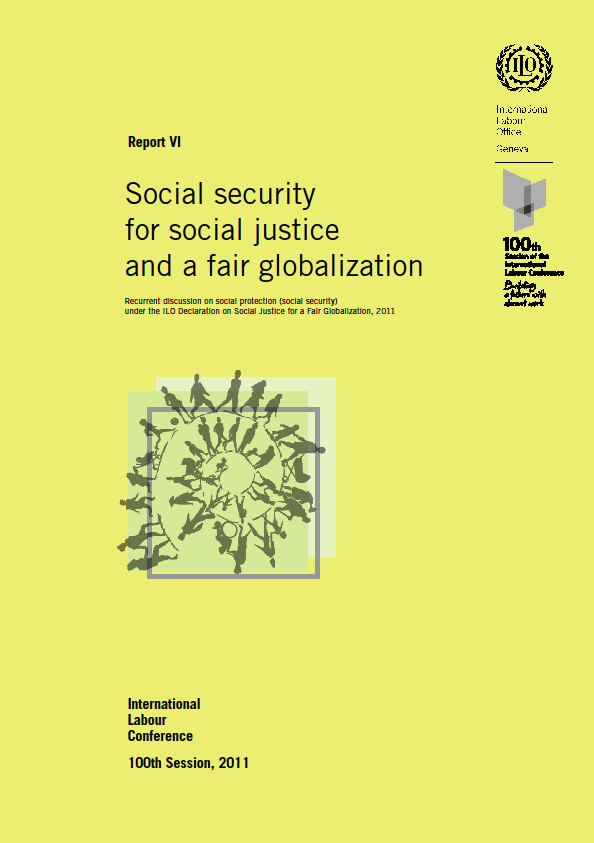 ILO
International
Labour
Office
Geneva
Report VI
Social security
for social justice
and a fair globalization
Recurrent discussion on social protection (social security)
under the ILO Declaration on Social Justice for a Fair Globalization, 2011
100th
Session of the
International
Labour Conference
Building
a future with
decent work
International
Labour
Conference
100th Session, 2011